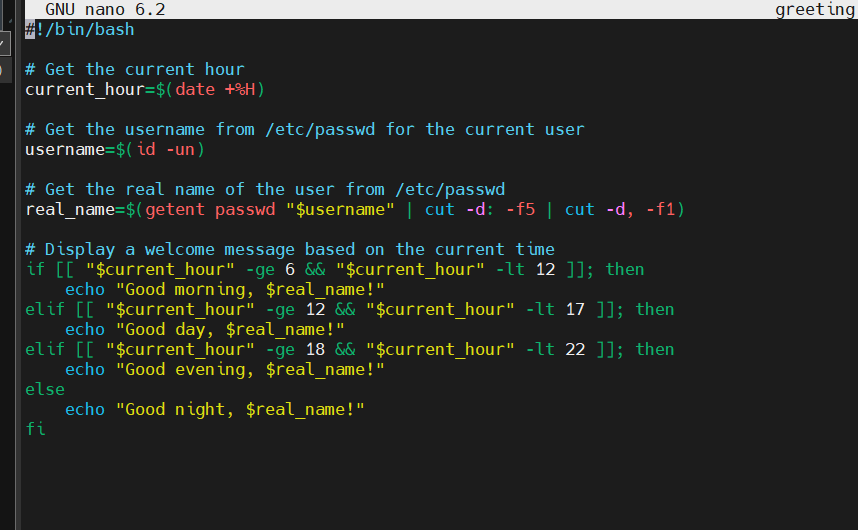 GNU nano 6.2 greeting
#!/bin/bash
# Get the current hour
current_hour=$(date +%H)
# Get the username from /etc/passwd for the current user
username=$(id -un)
# Get the real name of the user from /etc/passwd
real_name=$(getent passwd "$username" | cut -d: -f5 | cut -d, -f1)
# Display a welcome message based on the current time
if [[ "$current_hour" -ge 6 && "$current_hour" -lt 12 ]]; then
    echo "Good morning, $real_name!"
elif [[ "$current_hour" -ge 12 && "$current_hour" -lt 17 ]]; then
    echo "Good day, $real_name!"
elif [[ "$current_hour" -ge 18 && "$current_hour" -lt 22 ]]; then
    echo "Good evening, $real_name!"
else
    echo "Good night, $real_name!"
fi